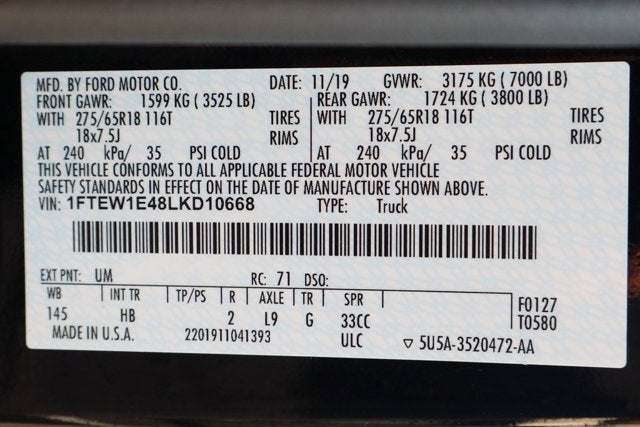 MFD. BY FORD MOTOR CO. DATE: 11/19 GVWR: 3175 KG ( 7000 LB)
FRONT GAWR: 1599 KG ( 3525 LB) REAR GAWR: 1724 KG ( 3800 LB)
WITH 275/65R18 116T TIRES WITH 275/65R18 116T TIRES
18x7.5J RIMS 18x7.5J RIMS
AT 240 kPa/ 35 PSI COLD AT 240 kPa/ 35 PSI COLD
THIS VEHICLE CONFORMS TO ALL APPLICABLE FEDERAL MOTOR VEHICLE
SAFETY STANDARDS IN EFFECT ON THE DATE OF MANUFACTURE SHOWN ABOVE.
VIN: 1FTEW1E48LKD10668 TYPE: Truck
EXT PNT: UM RC: 71 DSO:
WB INT TR TP/PS R AXLE TR SPR F0127
145 HB 2 L9 G 33CC T0580
MADE IN U.S.A. 2201911041393 ULC ▽ 5U5A-3520472-AA